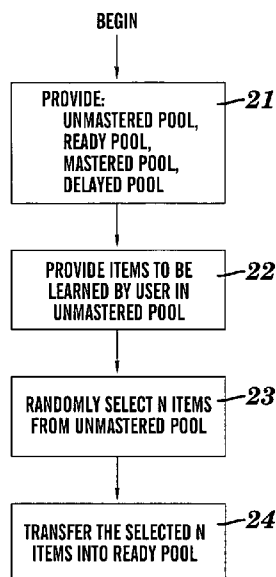 BEGIN
PROVIDE:
21
UNMASTERED POOL,
READY POOL,
MASTERED POOL,
DELAYED POOL
PROVIDE ITEMS TO BE
22
LEARNED BY USER IN
UNMASTERED POOL
23
RANDOMLY SELECT N ITEMS
FROM UNMASTERED POOL
24
TRANSFER THE SELECTED N
ITEMS INTO READY POOL